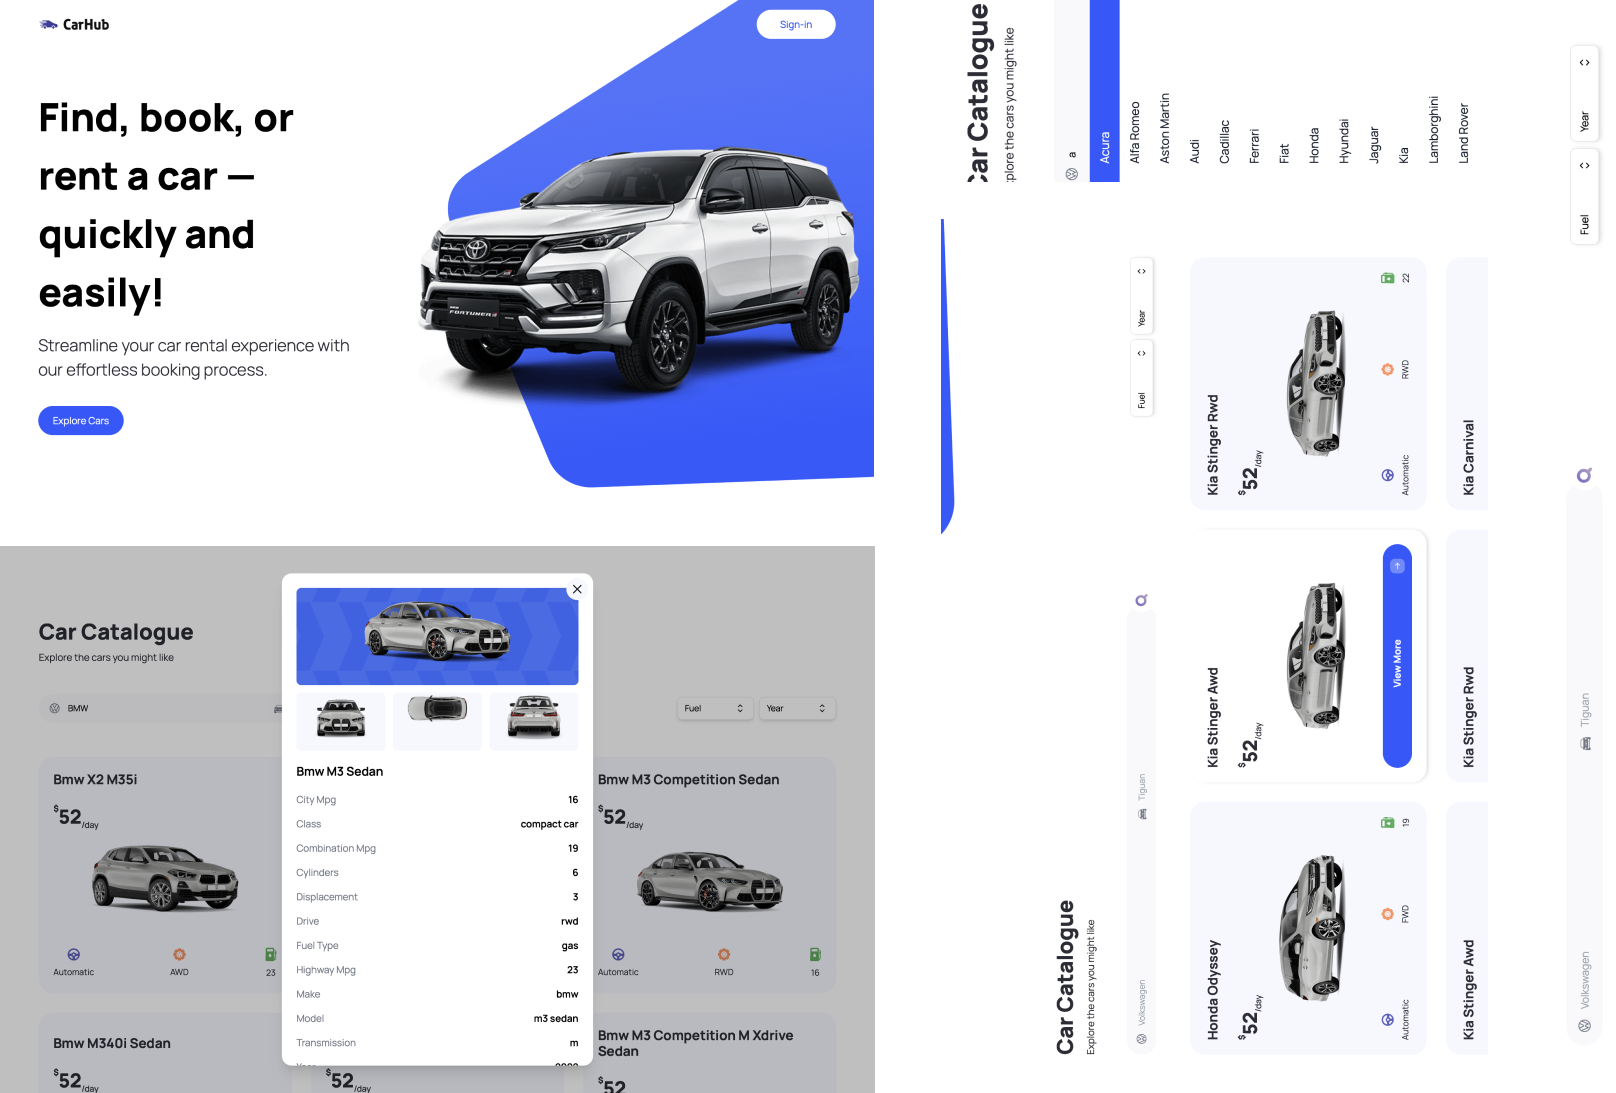 CarHub
Sign-in
Find, book, or
rent a car —
quickly and
easily!
Streamline your car rental experience with
our effortless booking process.
Explore Cars
FORTUNER
Car Catalogue
Explore the cars you might like
BMW
Fuel
Year
Bmw X2 M35i
$52/day
Automatic
AWD
23
Bmw M340i Sedan
$52/day
$52/day
Bmw M3 Sedan
City Mpg 16
Class compact car
Combination Mpg 19
Cylinders 6
Displacement 3
Drive rwd
Fuel Type gas
Highway Mpg 23
Make bmw
Model m3 sedan
Transmission m
Bmw M3 Competition Sedan
$52/day
Automatic
RWD
16
Bmw M3 Competition M Xdrive
Sedan
$52
Car Catalogue
xplore the cars you might like
a
Acura
Alfa Romeo
Aston Martin
Audi
Cadillac
Ferrari
Fiat
Honda
Hyundai
Jaguar
Kia
Lamborghini
Land Rover
Car Catalogue
Explore the cars you might like
Volkswagen
Tiguan
Fuel
Year
Honda Odyssey
$52/day
Automatic
FWD
19
Kia Stinger Awd
$52/day
View More
Kia Stinger Rwd
$52/day
Automatic
RWD
22
Kia Stinger Awd
Kia Stinger Rwd
Kia Carnival
Volkswagen
Tiguan
Fuel
Year